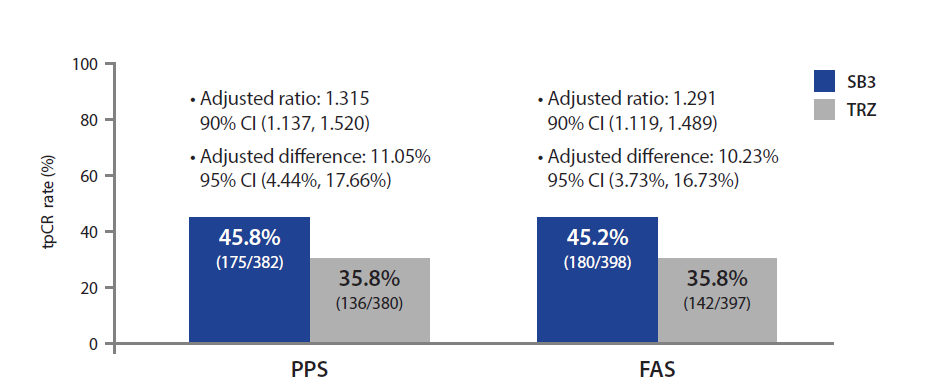 100
80
60
40
20
0
tpCR rate (%)
• Adjusted ratio: 1.315
90% CI (1.137, 1.520)
• Adjusted difference: 11.05%
95% CI (4.44%, 17.66%)
• Adjusted ratio: 1.291
90% CI (1.119, 1.489)
• Adjusted difference: 10.23%
95% CI (3.73%, 16.73%)
SB3
TRZ
45.8%
(175/382)
35.8%
(136/380)
45.2%
(180/398)
35.8%
(142/397)
PPS
FAS